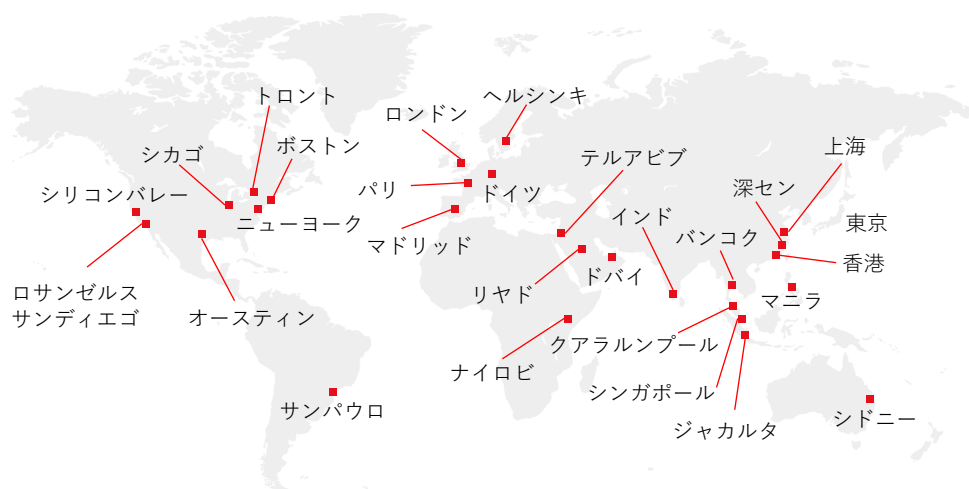 トロント
ヘルシンキ
ロンドン
ボストン
シカゴ
テルアビブ
上海
シリコンバレー
パリ
ドイツ
深セン
ニューヨーク
マドリッド
インド
バンコク
東京
香港
リヤド
ドバイ
マニラ
ロサンゼルス
サンディエゴ
オースティン
クアラルンプール
ナイロビ
シンガポール
サンパウロ
シドニー
ジャカルタ